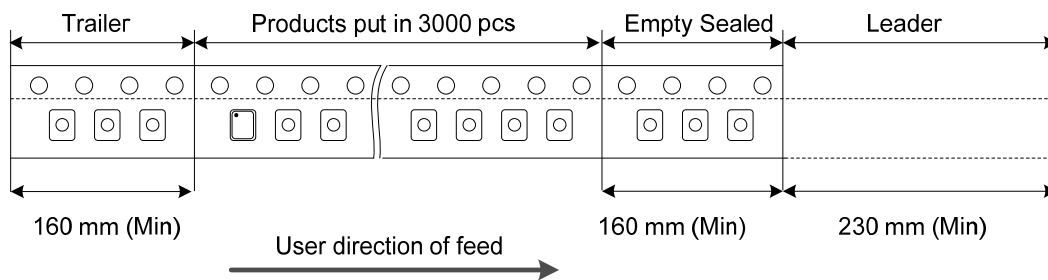 Trailer
Products put in 3000 pcs
Empty Sealed
Leader
160 mm (Min)
160 mm (Min)
230 mm (Min)
User direction of feed